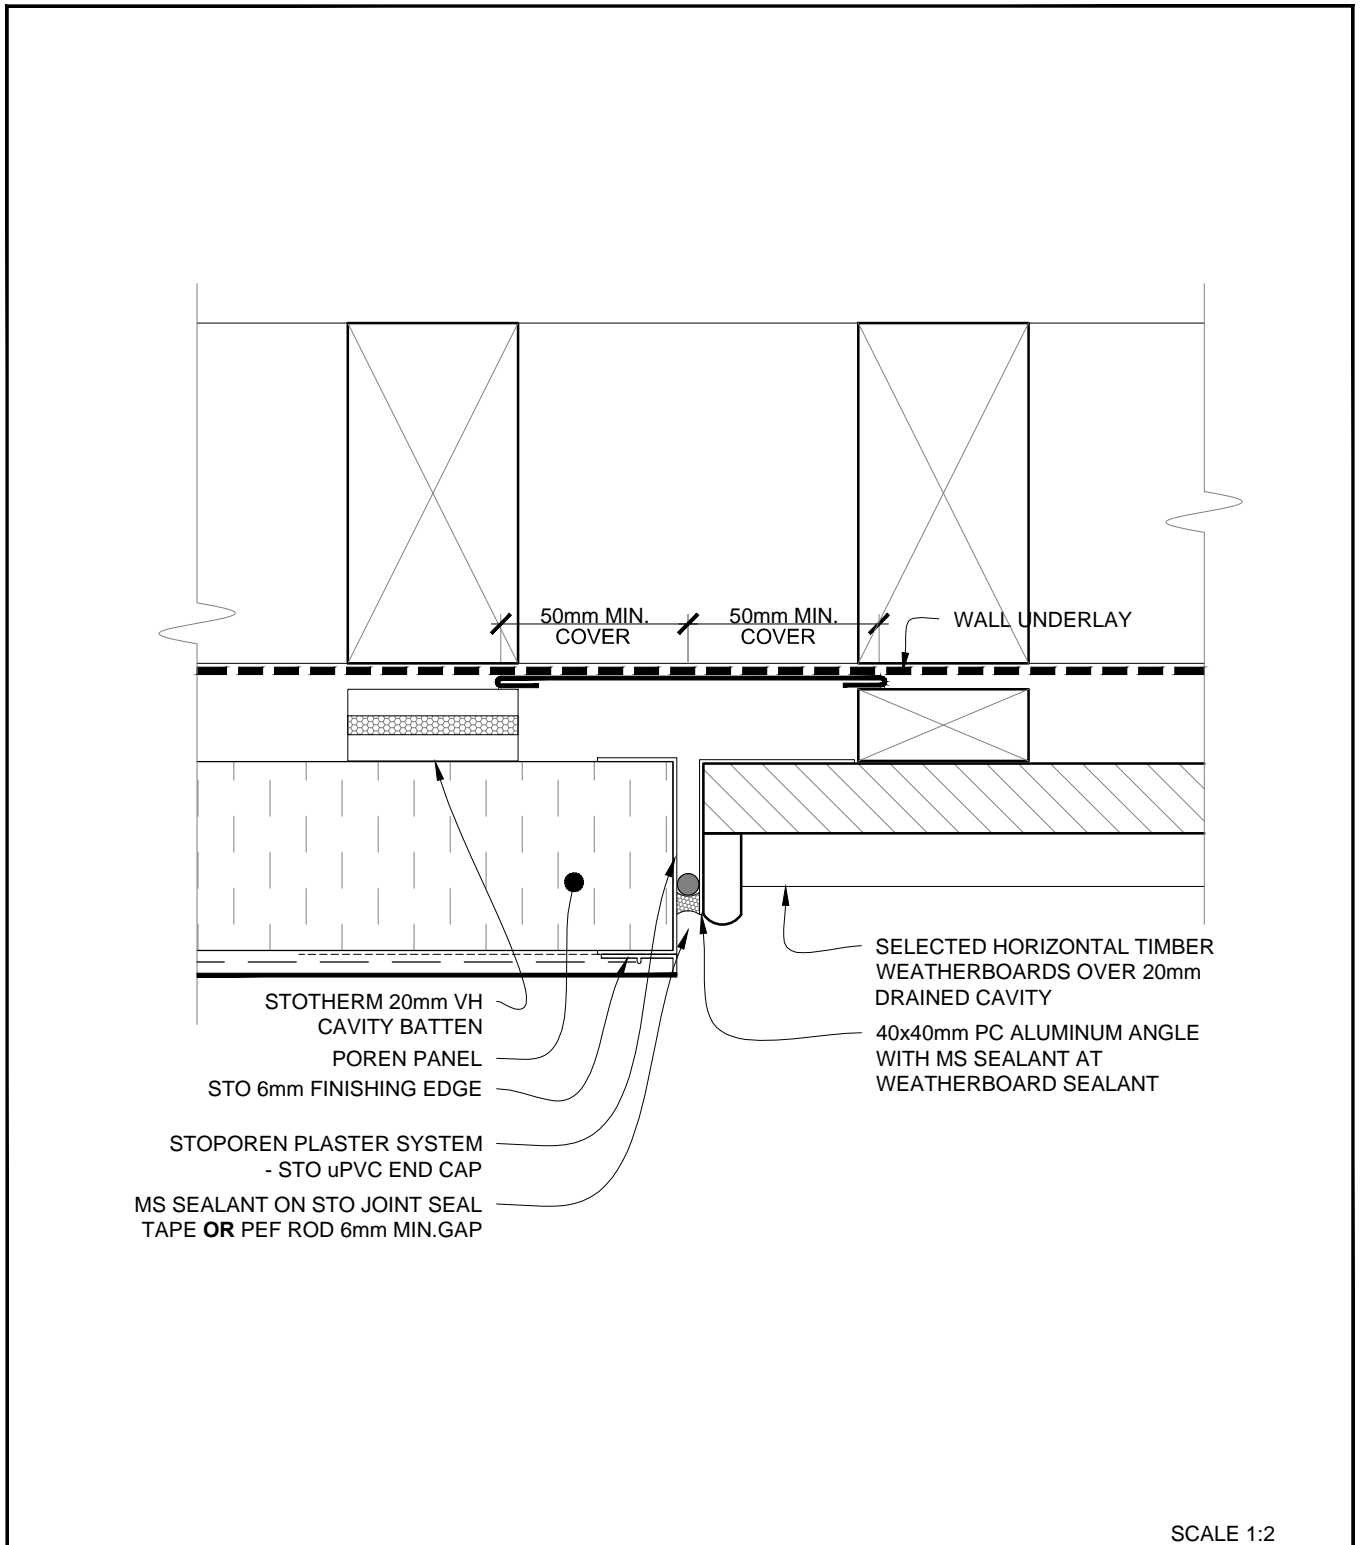 50mm MIN.
COVER
50mm MIN.
COVER
WALL UNDERLAY
SELECTED HORIZONTAL TIMBER
WEATHERBOARDS OVER 20mm
DRAINED CAVITY
40x40mm PC ALUMINUM ANGLE
WITH MS SEALANT AT
WEATHERBOARD SEALANT
STOTHERM 20mm VH
CAVITY BATTEN
POREN PANEL
STO 6mm FINISHING EDGE
STOPOREN PLASTER SYSTEM
- STO uPVC END CAP
MS SEALANT ON STO JOINT SEAL
TAPE OR PEF ROD 6mm MIN.GAP
SCALE 1:2